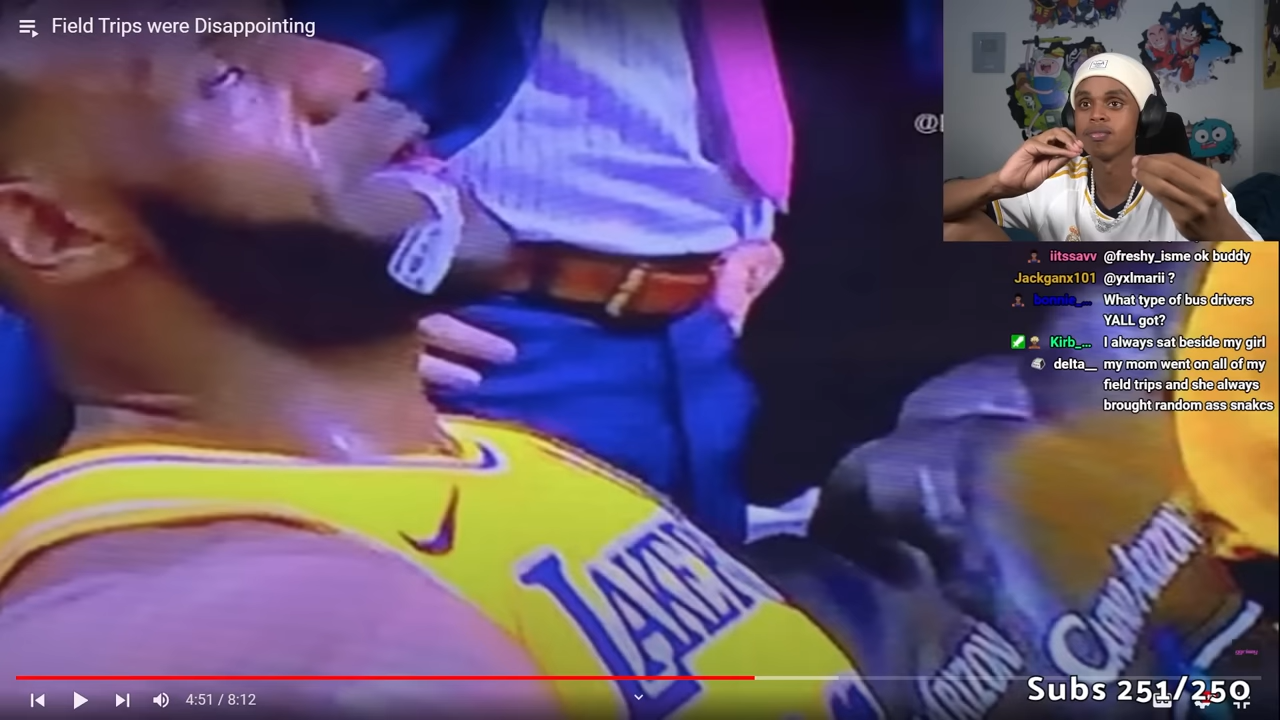 Field Trips were Disappointing
iitssavv @freshy_isme ok buddy
Jackganx101 @yxlmarii ?
bonnie_... What type of bus drivers
YALL got?
Kirb_... I always sat beside my girl
delta__ my mom went on all of my
field trips and she always
brought random ass snakcs
LAKERS
4:51 / 8:12
Subs 251/250